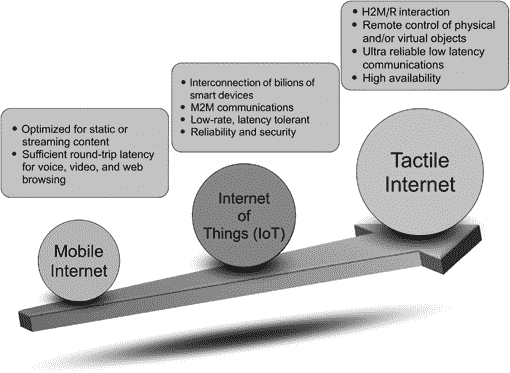 • Optimized for static or
streaming content
• Sufficient round-trip latency
for voice, video, and web
browsing
Mobile
Internet
• Interconnection of bilions of
smart devices
• M2M communications
• Low-rate, latency tolerant
• Reliability and security
Internet
of
Things (IoT)
• H2M/R interaction
• Remote control of physical
and/or virtual objects
• Ultra reliable low latency
communications
• High availability
Tactile
Internet